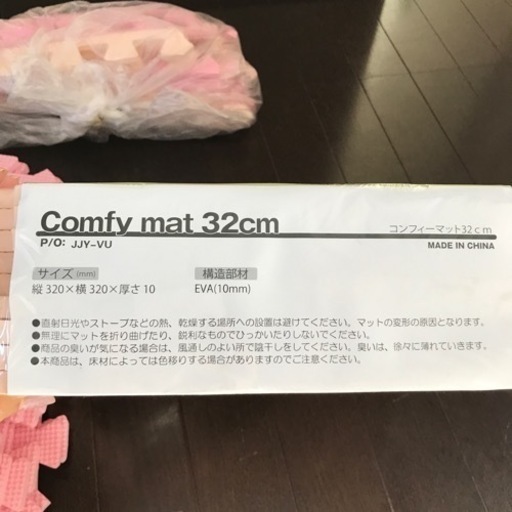 Comfy mat 32cm
コンフィーマット32ｃｍ
P/O: JJY-VU
MADE IN CHINA
サイズ(mm)
縦320×横320×厚さ10
構造部材
EVA(10mm)
●直射日光やストーブなどの熱、乾燥する場所への設置は避けてください。マットの変形の原因となります。
●無理にマットを折り曲げたり、鋭利なものでひっかいたりしないでください。
●商品の臭いが気になる場合は、風通しのよい所で陰干しをしてください。臭いは、徐々に薄れていきます。
●本商品は、床材によっては色移りする場合がありますのでご注意ください。